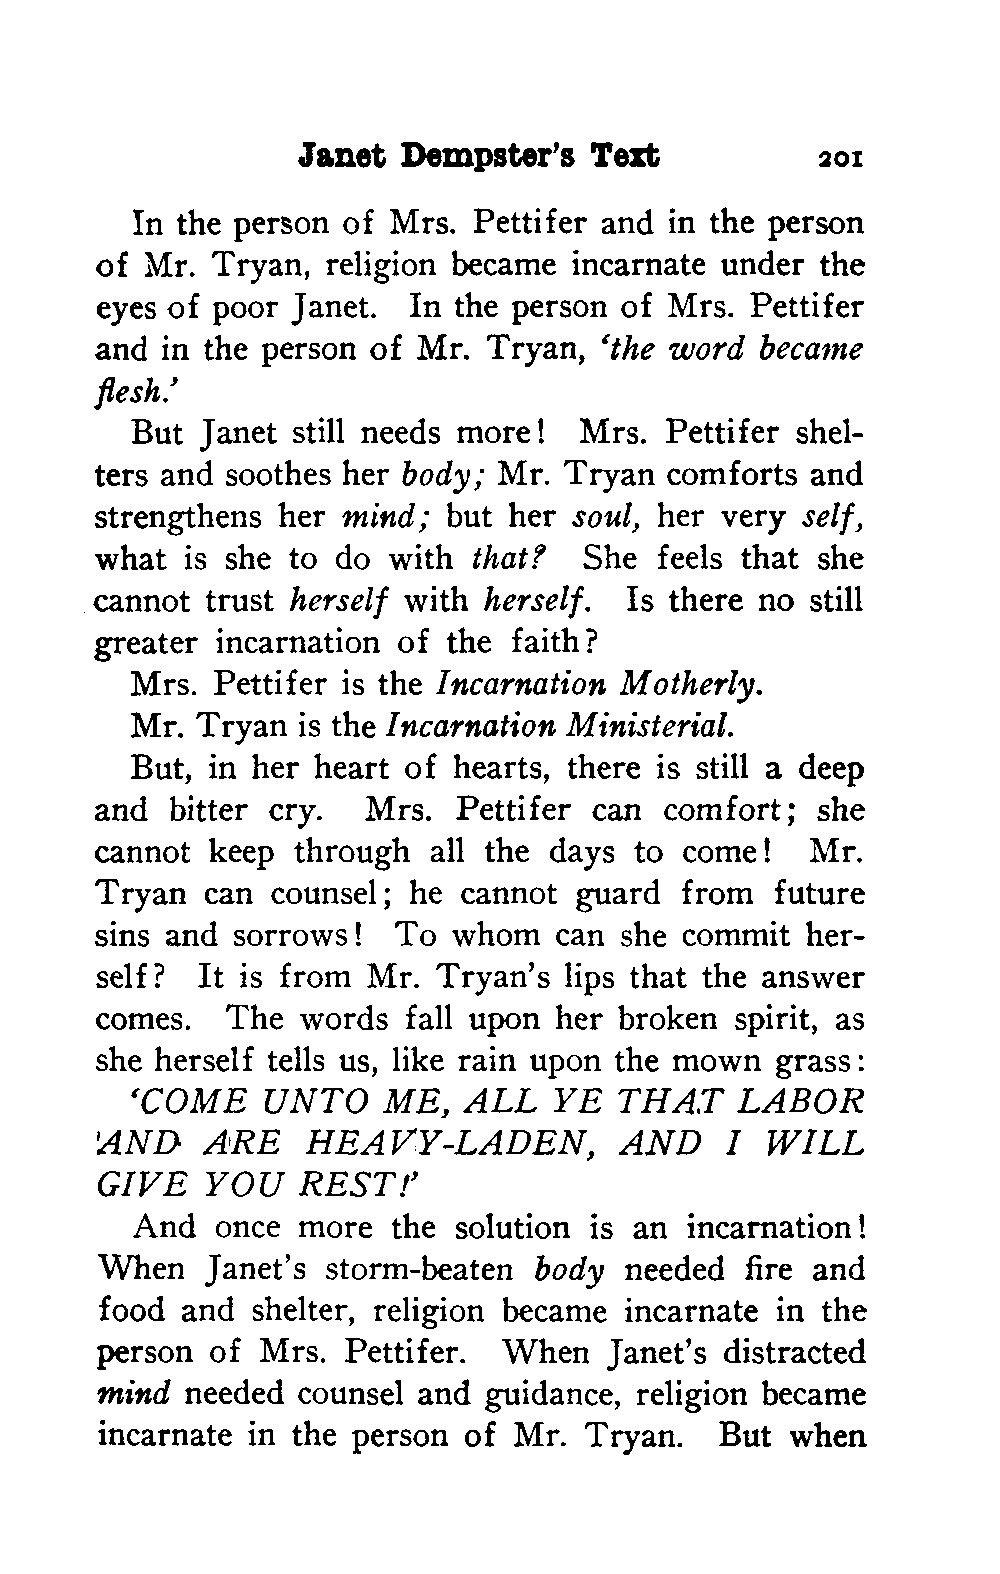 Janet Dempster's Text 201
In the person of Mrs. Pettifer and in the person
of Mr. Tryan, religion became incarnate under the
eyes of poor Janet. In the person of Mrs. Pettifer
and in the person of Mr. Tryan, 'the word became
flesh.'
But Janet still needs more! Mrs. Pettifer shel-
ters and soothes her body; Mr. Tryan comforts and
strengthens her mind; but her soul, her very self,
what is she to do with that? She feels that she
cannot trust herself with herself. Is there no still
greater incarnation of the faith?
Mrs. Pettifer is the Incarnation Motherly.
Mr. Tryan is the Incarnation Ministerial.
But, in her heart of hearts, there is still a deep
and bitter cry. Mrs. Pettifer can comfort; she
cannot keep through all the days to come! Mr.
Tryan can counsel; he cannot guard from future
sins and sorrows! To whom can she commit her-
self? It is from Mr. Tryan's lips that the answer
comes. The words fall upon her broken spirit, as
she herself tells us, like rain upon the mown grass:
'COME UNTO ME, ALL YE THAT LABOR
AND ARE HEAVY-LADEN, AND I WILL
GIVE YOU REST!'
And once more the solution is an incarnation!
When Janet's storm-beaten body needed fire and
food and shelter, religion became incarnate in the
person of Mrs. Pettifer. When Janet's distracted
mind needed counsel and guidance, religion became
incarnate in the person of Mr. Tryan. But when